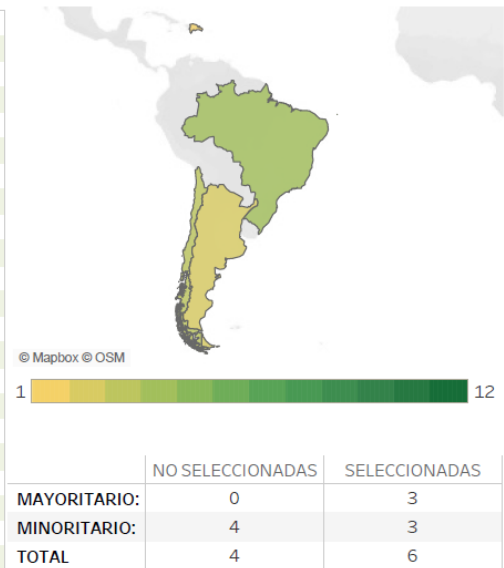 © Mapbox © OSM
1 12
NO SELECCIONADAS SELECCIONADAS
MAYORITARIO: 0 3
MINORITARIO: 4 3
TOTAL 4 6